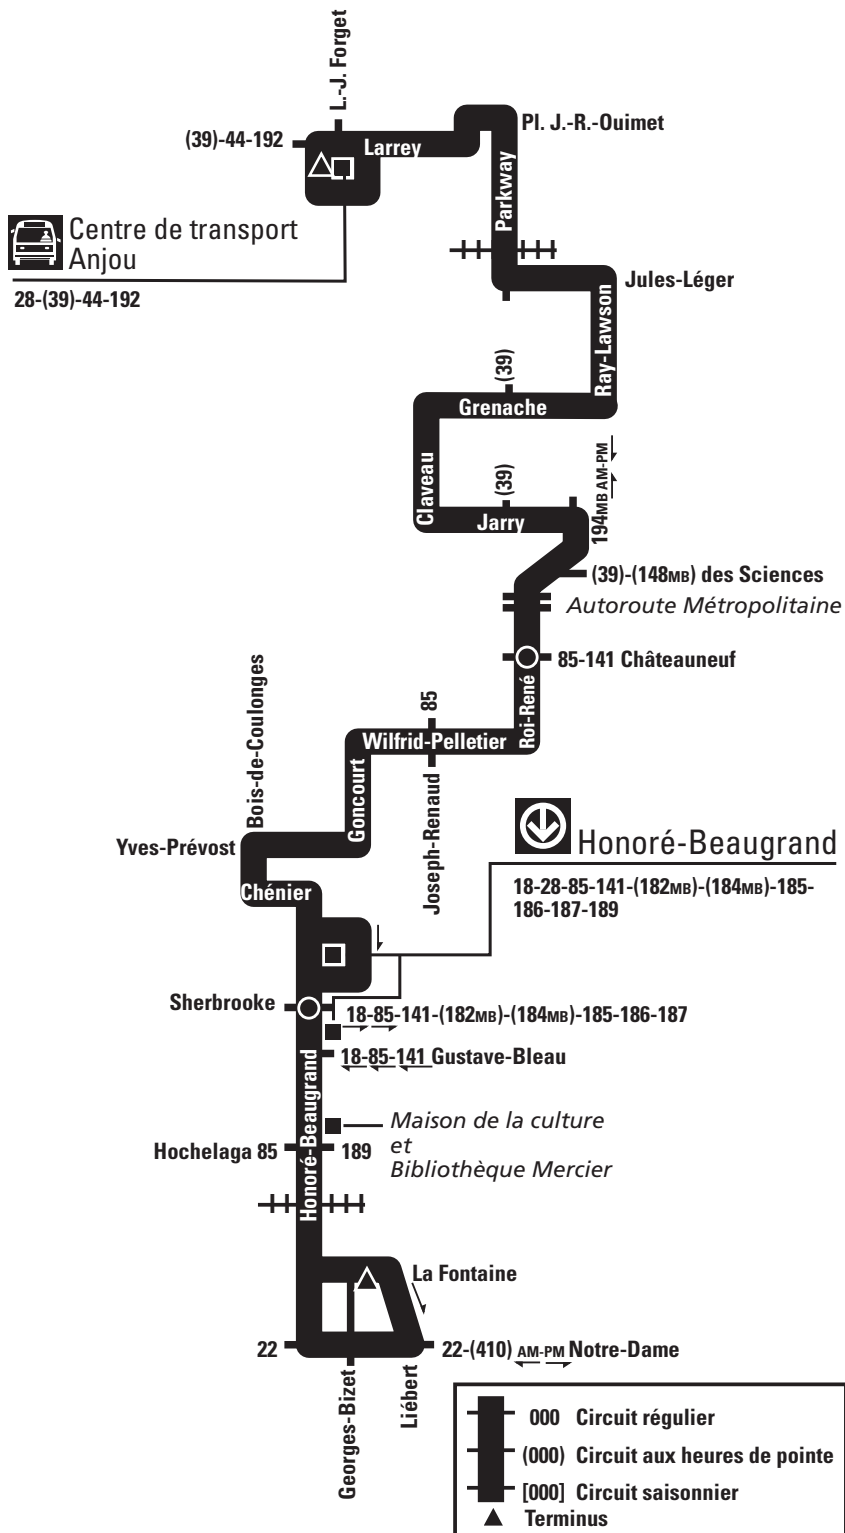 L.-J. Forget
(39)-44-192
Larrey
Pl. J.-R.-Ouimet
Parkway
Centre de transport
Anjou
28-(39)-44-192
Jules-Léger
Ray-Lawson
(39)
Grenache
Claveau
(39)
Jarry
194MB AM-PM
(39)-(148MB) des Sciences
Autoroute Métropolitaine
85-141 Châteauneuf
Roi-René
85
Wilfrid-Pelletier
Joseph-Renaud
Goncourt
Bois-de-Coulonges
Yves-Prévost
Chénier
Honoré-Beaugrand
18-28-85-141-(182MB)-(184MB)-185-
186-187-189
Sherbrooke
18-85-141-(182MB)-(184MB)-185-186-187
18-85-141 Gustave-Bleau
Honoré-Beaugrand
Maison de la culture
et
Bibliothèque Mercier
Hochelaga 85
189
La Fontaine
22
22-(410) AM-PM Notre-Dame
Georges-Bizet
Liébert
000 Circuit régulier
(000) Circuit aux heures de pointe
[000] Circuit saisonnier
Terminus